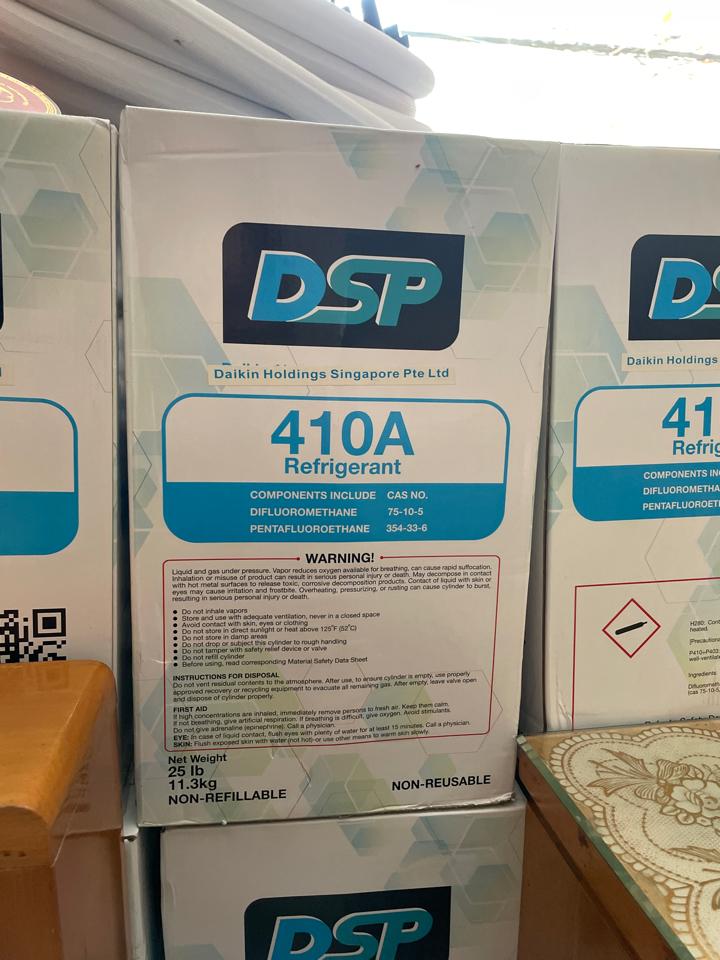 DSP
Daikin Holdings Singapore Pte Ltd
410A
Refrigerant
COMPONENTS INCLUDE CAS NO.
DIFLUOROMETHANE 75-10-5
PENTAFLUOROETHANE 354-33-6
WARNING!
Liquid and gas under pressure. Vapor reduces oxygen available for breathing, can cause rapid suffocation.
Inhalation or misuse of product can result in serious personal injury or death. May decompose in contact
with hot metal surfaces to release toxic, corrosive decomposition products. Contact of liquid with skin or
eyes may cause irritation and frostbite. Overheating, pressurizing, or rusting can cause cylinder to burst,
resulting in serious personal injury or death.
● Do not inhale vapors
● Store and use with adequate ventilation, never in a closed space
● Avoid contact with skin, eyes or clothing
● Do not store in direct sunlight or heat above 125°F (52°C)
● Do not store in damp areas
● Do not drop or subject this cylinder to rough handling
● Do not tamper with safety relief device or valve
● Do not refill cylinder
● Before using, read corresponding Material Safety Data Sheet
INSTRUCTIONS FOR DISPOSAL
Do not vent residual contents to the atmosphere. After use, to ensure cylinder is empty, use properly
approved recovery or recycling equipment to evacuate all remaining gas. After empty, leave valve open
and dispose of cylinder properly.
FIRST AID
If high concentrations are inhaled, immediately remove persons to fresh air. Keep them calm.
If not breathing, give artificial respiration. If breathing is difficult, give oxygen. Avoid stimulants.
Do not give adrenaline (epinephrine). Call a physician.
EYE: In case of liquid contact, flush eyes with plenty of water for at least 15 minutes. Call a physician.
SKIN: Flush exposed skin with water (not hot) or use other means to warm skin slowly.
Net Weight
25 lb
11.3kg
NON-REFILLABLE
NON-REUSABLE
DS
Daikin Holdings
41
Refrig
COMPONENTS IN
DIFLUOROMETHA
PENTAFLUOROET
H280: Cont
heated.
P410+P403:
well-ventilat
Ingredients
Difluorometh
(cas 75-10-5,
DSP